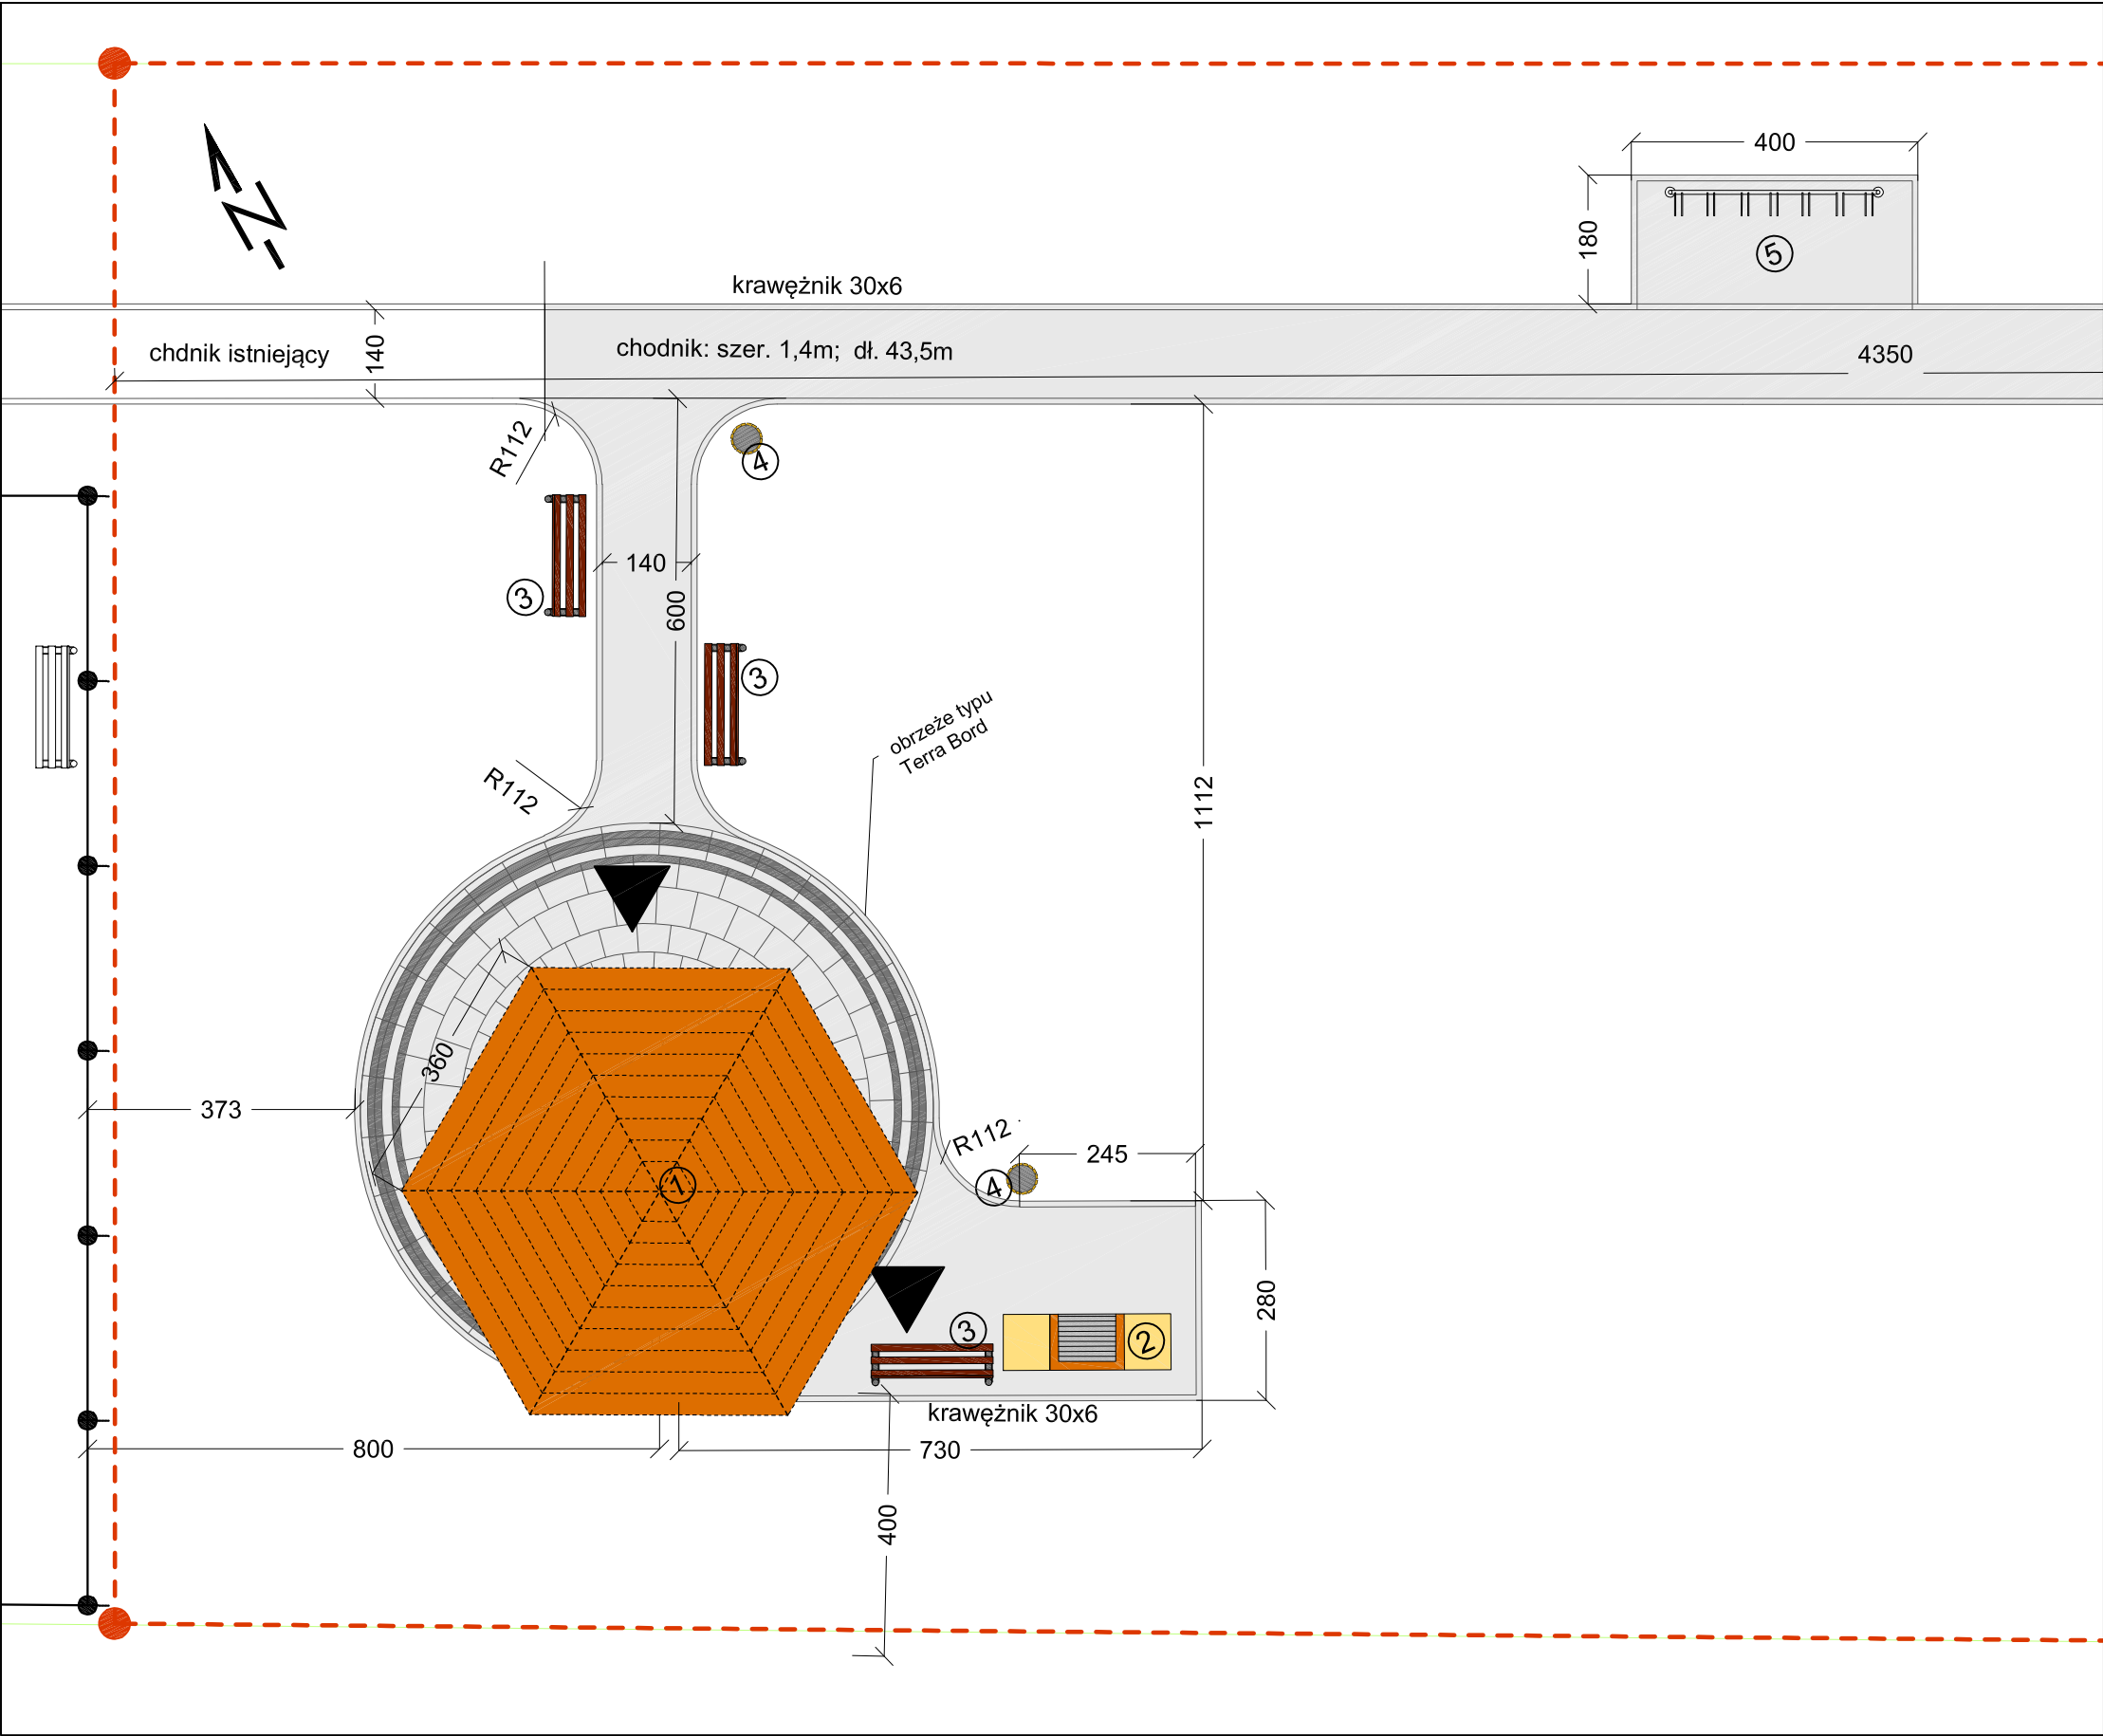 N
400
180
5
krawężnik 30x6
chdnik istniejący
140
chodnik: szer. 1,4m; dł. 43,5m
4350
R112
4
140
3
600
3
obrzeże typu
Terra Bord
R112
1112
360
373
R112
245
4
1
280
3
2
krawężnik 30x6
800
730
400